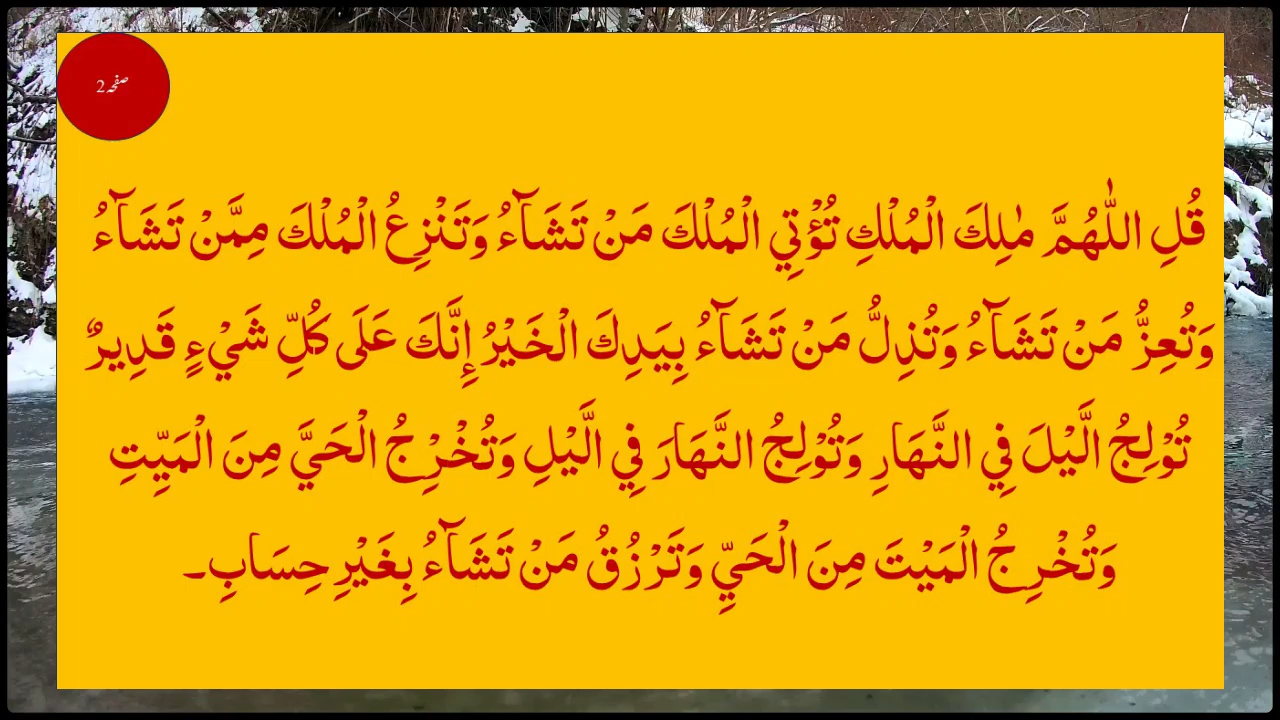 صفحہ 2
قُلِ اللّٰهُمَّ مٰلِكَ الْمُلْكِ تُؤْتِي الْمُلْكَ مَنْ تَشَآءُ وَتَنْزِعُ الْمُلْكَ مِمَّنْ تَشَآءُ
وَتُعِزُّ مَنْ تَشَآءُ وَتُذِلُّ مَنْ تَشَآءُ بِيَدِكَ الْخَيْرُ إِنَّكَ عَلَى كُلِّ شَيْءٍ قَدِيرٌ
تُوْلِجُ الَّيْلَ فِي النَّهَارِ وَتُوْلِجُ النَّهَارَ فِي الَّيْلِ وَتُخْرِجُ الْحَيَّ مِنَ الْمَيِّتِ
وَتُخْرِجُ الْمَيْتَ مِنَ الْحَيِّ وَتَرْزُقُ مَنْ تَشَآءُ بِغَيْرِ حِسَابِ۔